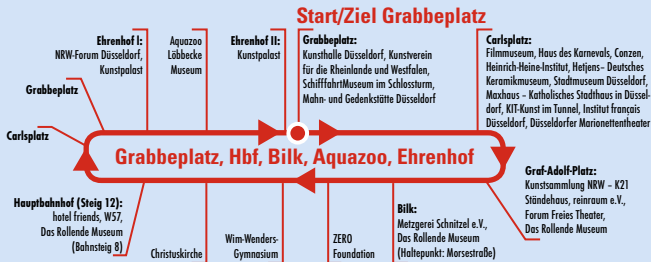 Start/Ziel Grabbeplatz
Ehrenhof I:
NRW-Forum Düsseldorf,
Kunstpalast
Aquazoo
Löbbecke
Museum
Ehrenhof II:
Kunstpalast
Grabbeplatz:
Kunsthalle Düsseldorf, Kunstverein
für die Rheinlande und Westfalen,
SchifffahrtMuseum im Schlossturm,
Mahn- und Gedenkstätte Düsseldorf
Carlsplatz:
Filmmuseum, Haus des Karnevals, Conzen,
Heinrich-Heine-Institut, Hetjens– Deutsches
Keramikmuseum, Stadtmuseum Düsseldorf,
Maxhaus – Katholisches Stadthaus in Düssel-
dorf, KIT-Kunst im Tunnel, Institut français
Düsseldorf, Düsseldorfer Marionettentheater
Grabbeplatz
Carlsplatz
Grabbeplatz, Hbf, Bilk, Aquazoo, Ehrenhof
Hauptbahnhof (Steig 12):
hotel friends, W57,
Das Rollende Museum
(Bahnsteig 8)
Christuskirche
Wim-Wenders-
Gymnasium
ZERO
Foundation
Bilk:
Metzgerei Schnitzel e.V.,
Das Rollende Museum
(Haltepunkt: Morsestraße)
Graf-Adolf-Platz:
Kunstsammlung NRW – K21
Ständehaus, reinraum e.V.,
Forum Freies Theater,
Das Rollende Museum